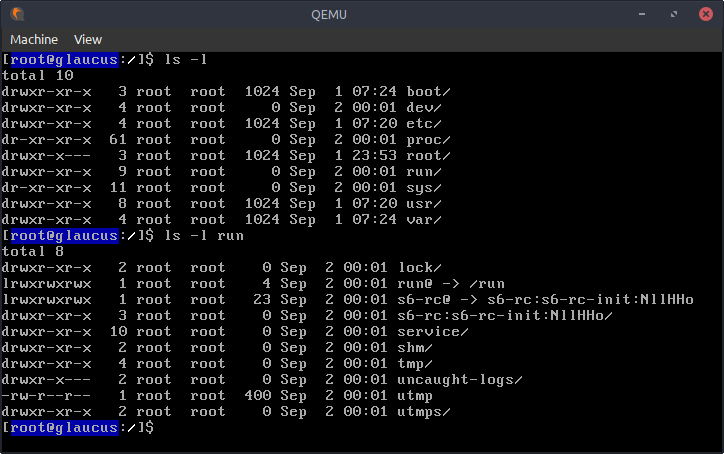 QEMU
Machine View
[root@glaucus:/]$ ls -l
total 10
drwxr-xr-x   3 root  root  1024 Sep  1 07:24 boot/
drwxr-xr-x   4 root  root     0 Sep  2 00:01 dev/
drwxr-xr-x   4 root  root  1024 Sep  1 07:20 etc/
dr-xr-xr-x  61 root  root     0 Sep  2 00:01 proc/
drwxr-x---   3 root  root  1024 Sep  1 23:53 root/
drwxr-xr-x   9 root  root     0 Sep  2 00:01 run/
dr-xr-xr-x  11 root  root     0 Sep  2 00:01 sys/
drwxr-xr-x   8 root  root  1024 Sep  1 07:20 usr/
drwxr-xr-x   4 root  root  1024 Sep  1 07:24 var/
[root@glaucus:/]$ ls -l run
total 8
drwxr-xr-x   2 root  root     0 Sep  2 00:01 lock/
lrwxrwxrwx   1 root  root     4 Sep  2 00:01 run@ -> /run
lrwxrwxrwx   1 root  root    23 Sep  2 00:01 s6-rc@ -> s6-rc:s6-rc-init:NllHHo
drwxr-xr-x   3 root  root     0 Sep  2 00:01 s6-rc:s6-rc-init:NllHHo/
drwxr-xr-x  10 root  root     0 Sep  2 00:01 service/
drwxr-xr-x   2 root  root     0 Sep  2 00:01 shm/
drwxr-xr-x   4 root  root     0 Sep  2 00:01 tmp/
drwxr-x---   2 root  root     0 Sep  2 00:01 uncaught-logs/
-rw-r--r--   1 root  root   400 Sep  2 00:01 utmp
drwxr-xr-x   2 root  root     0 Sep  2 00:01 utmps/
[root@glaucus:/]$